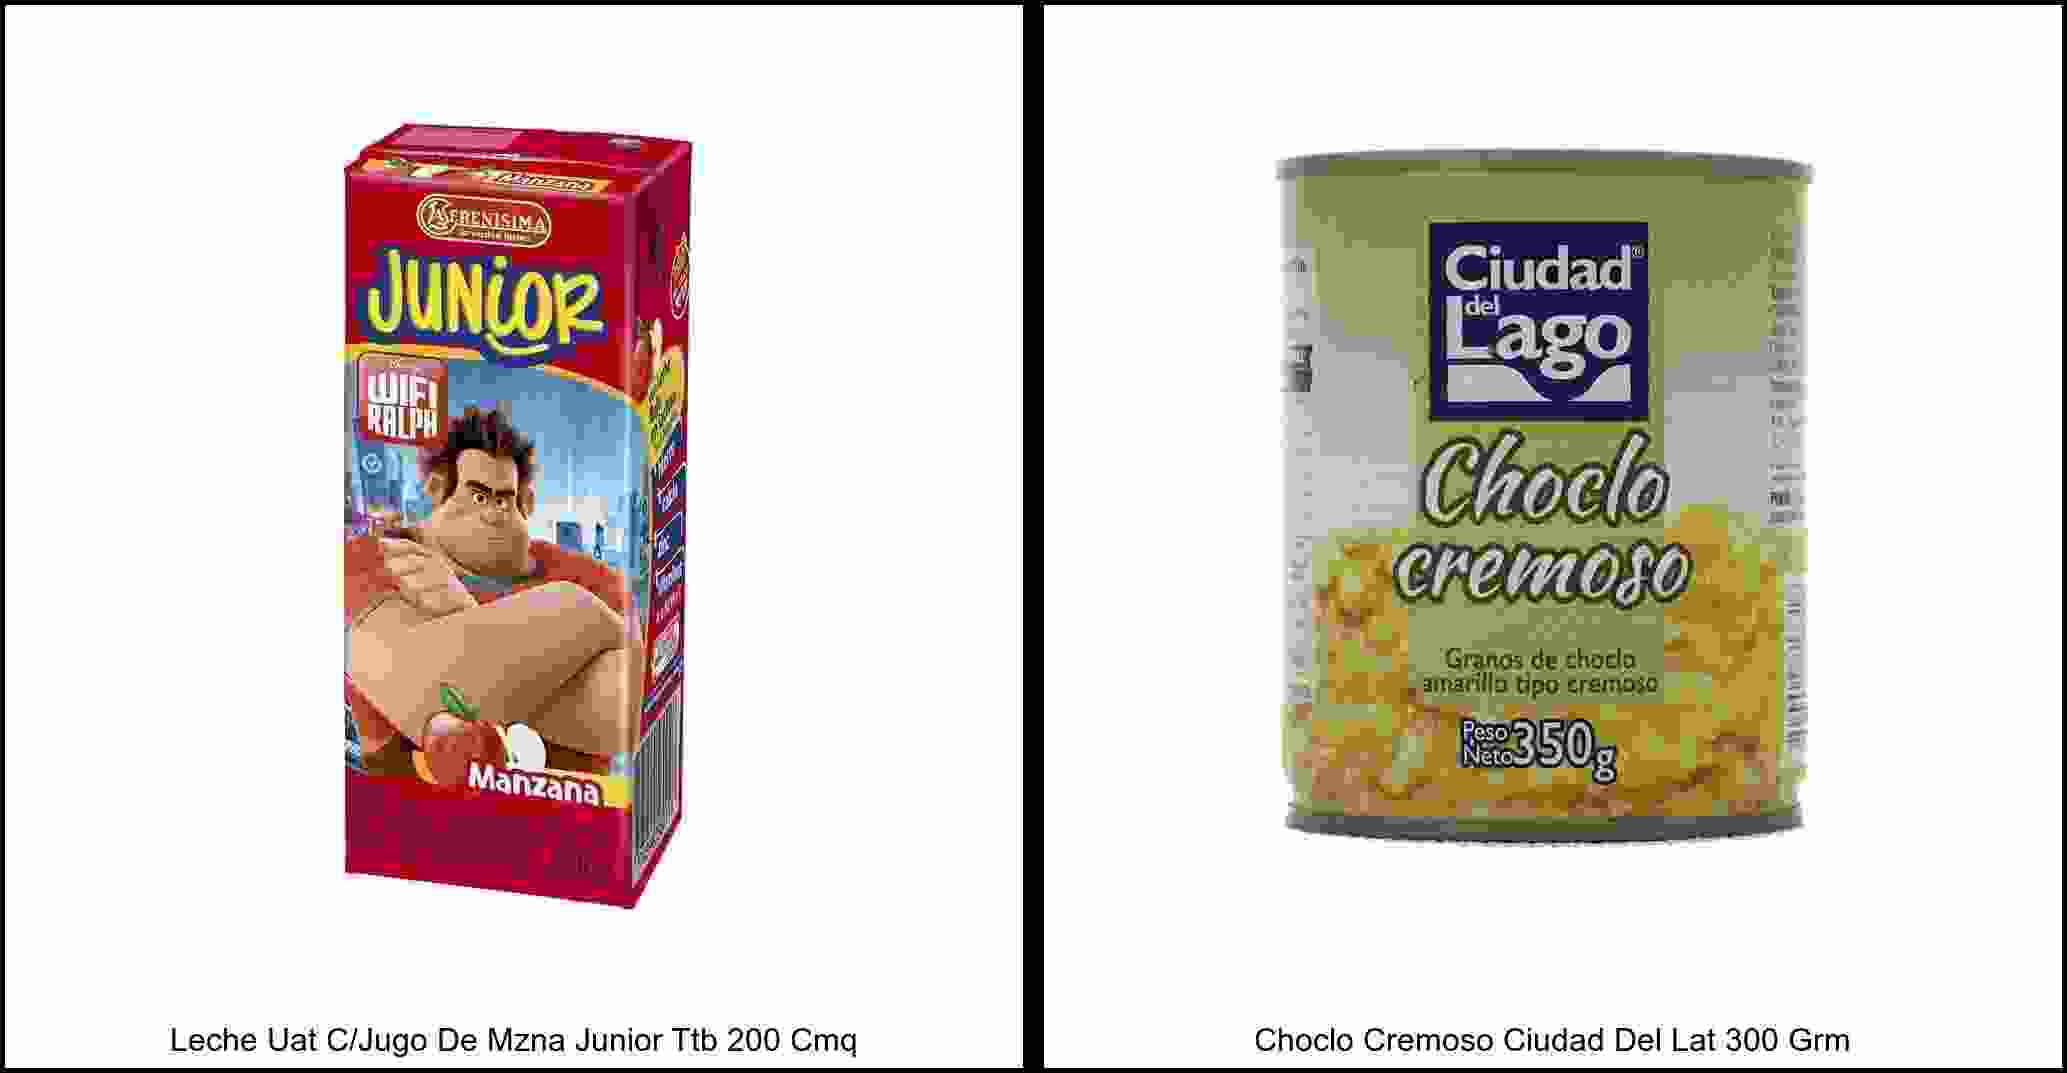 Manzana
LA SERENISIMA
JUNIOR
WIFI
RALPH
Manzana
Leche Uat C/Jugo De Mzna Junior Ttb 200 Cmq
Ciudad®
del
Lago
Choclo
cremoso
Granos de choclo
amarillo tipo cremoso
Peso
Neto 350g
Choclo Cremoso Ciudad Del Lat 300 Grm